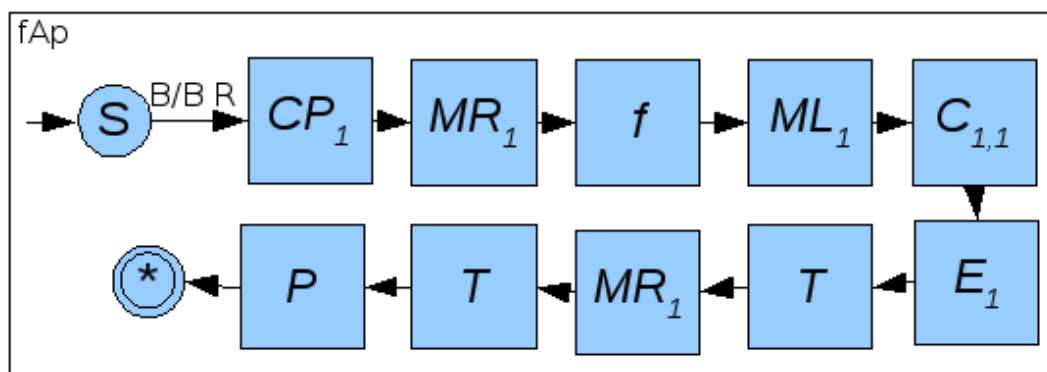 fAp
S B/B R CP1 MR1 f ML1 C1,1
* P T MR1 T E1